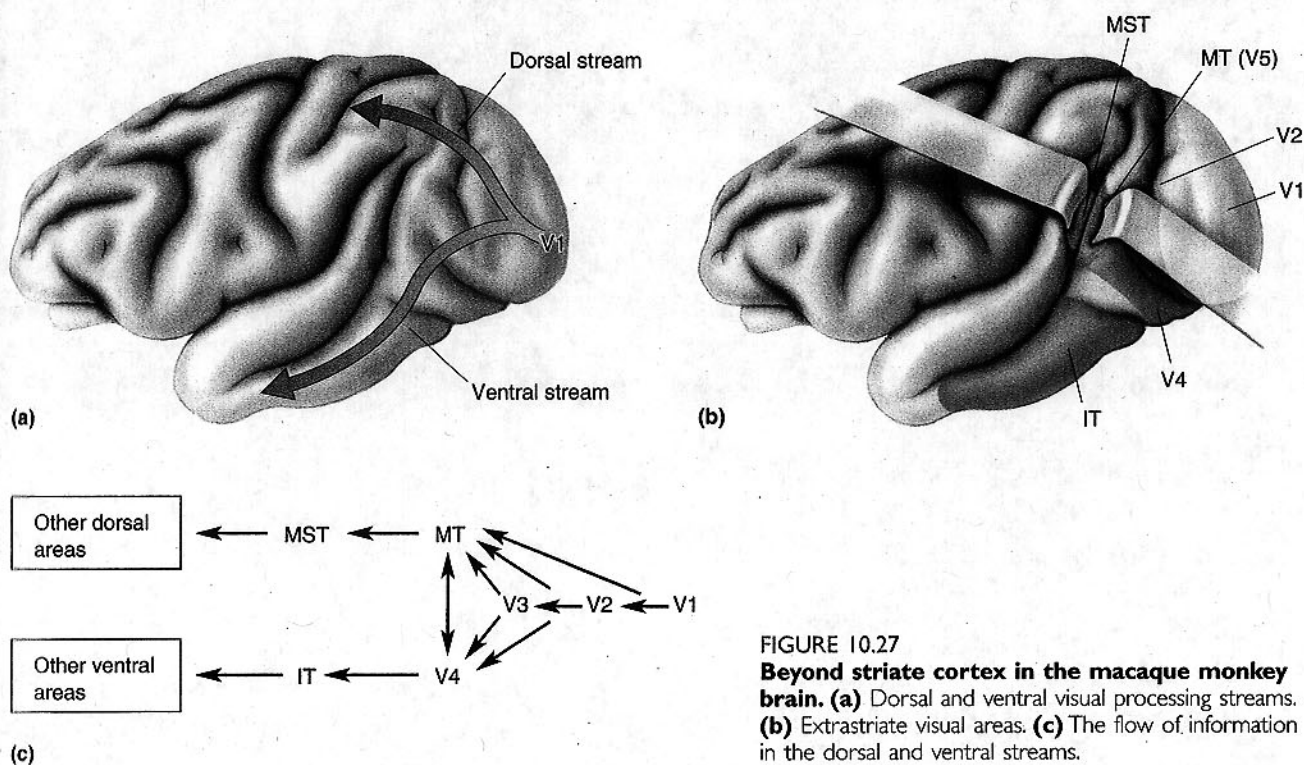 Dorsal stream
V1
Ventral stream
(a)
MST
MT (V5)
V2
V1
V4
IT
(b)
Other dorsal
areas
MST
MT
V3
V2
V1
Other ventral
areas
IT
V4
(c)
FIGURE 10.27
Beyond striate cortex in the macaque monkey
brain. (a) Dorsal and ventral visual processing streams.
(b) Extrastriate visual areas. (c) The flow of information
in the dorsal and ventral streams.